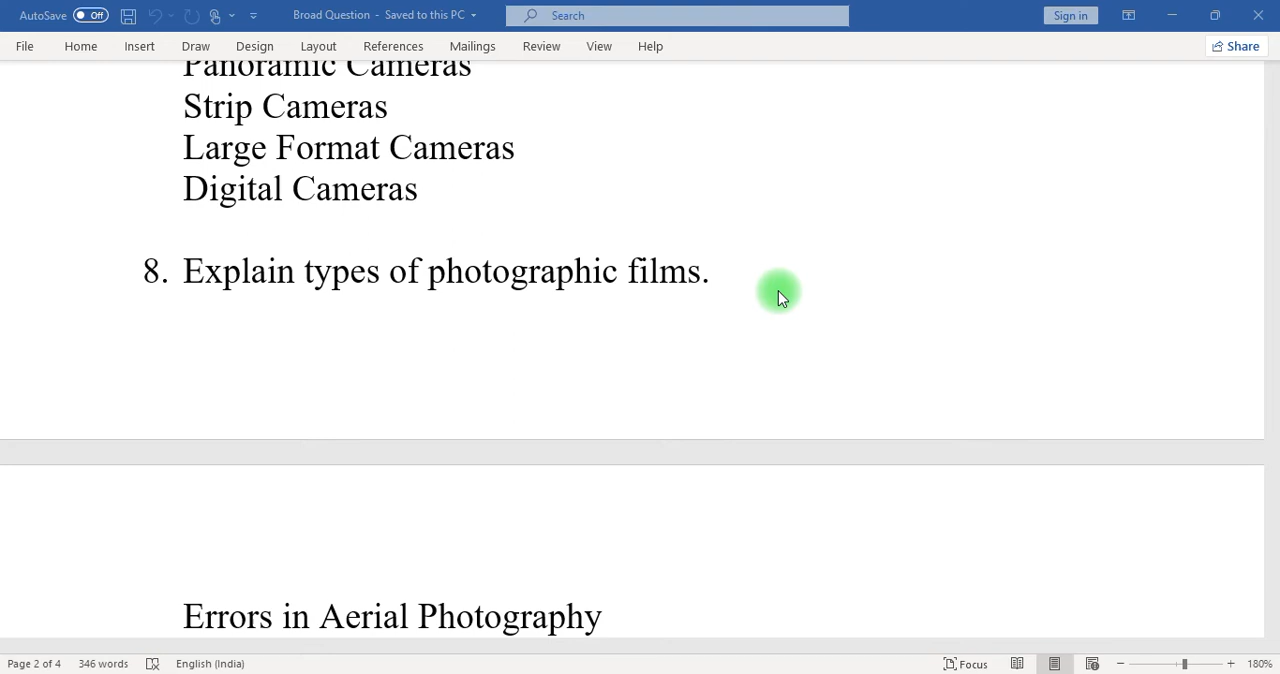 AutoSave Off Broad Question - Saved to this PC Search Sign in
File Home Insert Draw Design Layout References Mailings Review View Help Share
Panoramic Cameras
Strip Cameras
Large Format Cameras
Digital Cameras
8. Explain types of photographic films.
Errors in Aerial Photography
Page 2 of 4 346 words English (India) Focus 180%